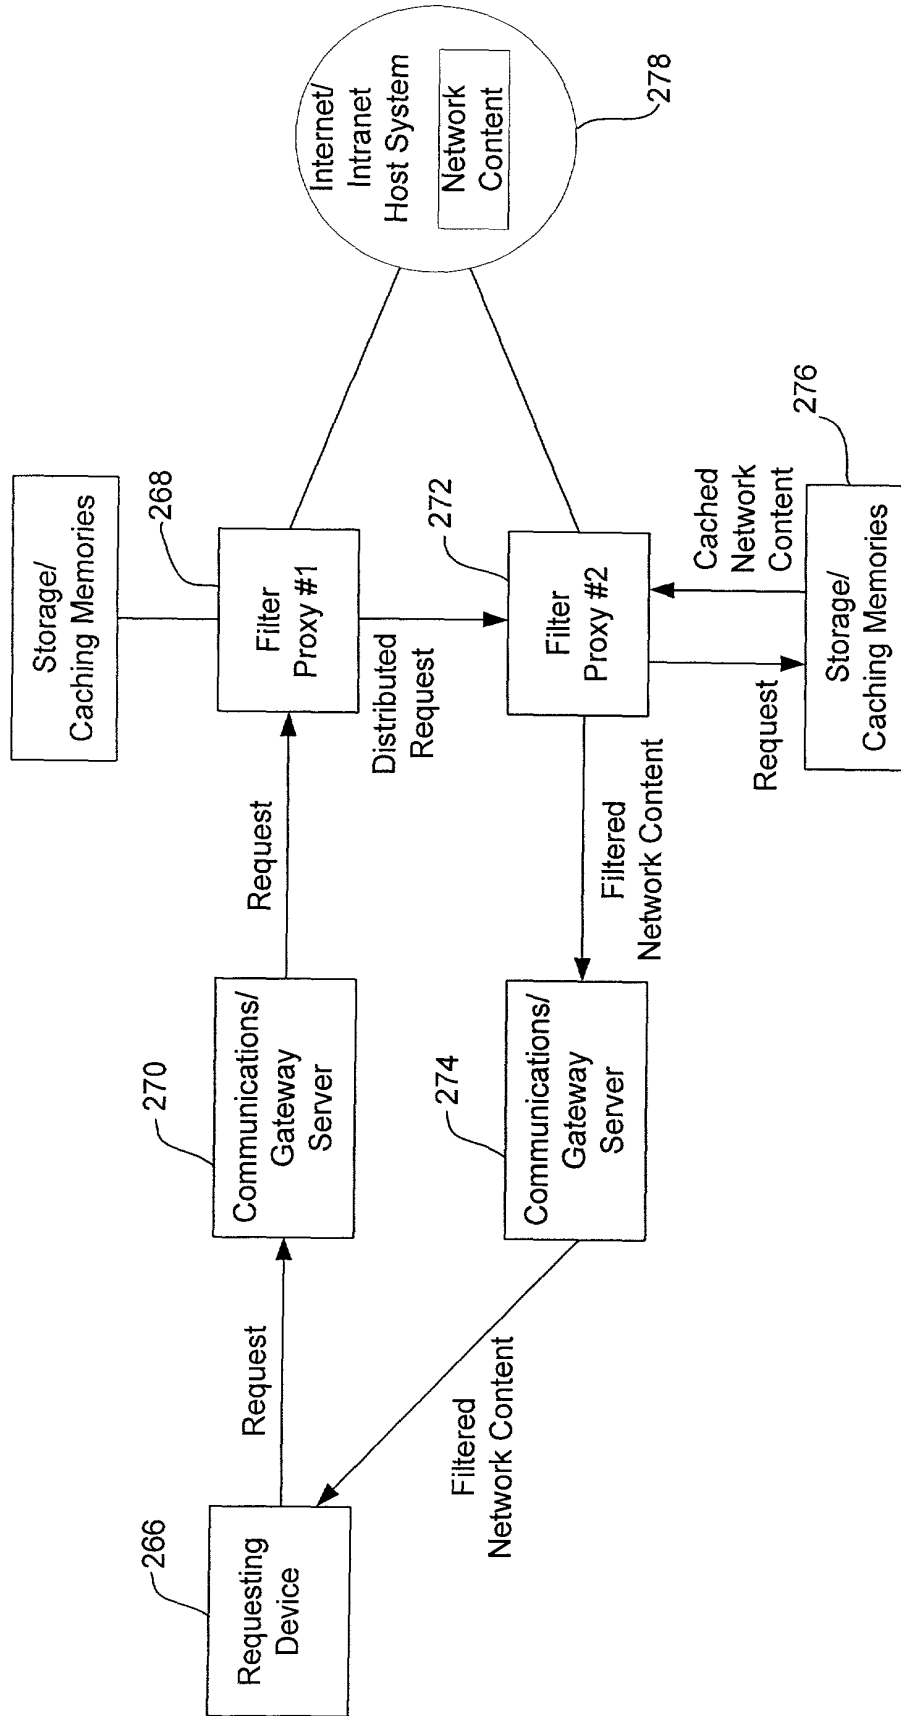 266
Requesting
Device
Request
Filtered
Network Content
270
Communications/
Gateway
Server
274
Communications/
Gateway
Server
Request
Filtered
Network Content
Storage/
Caching Memories
268
Filter
Proxy #1
Distributed
Request
272
Filter
Proxy #2
Request
Cached
Network
Content
276
Storage/
Caching Memories
Internet/
Intranet
Host System
Network
Content
278